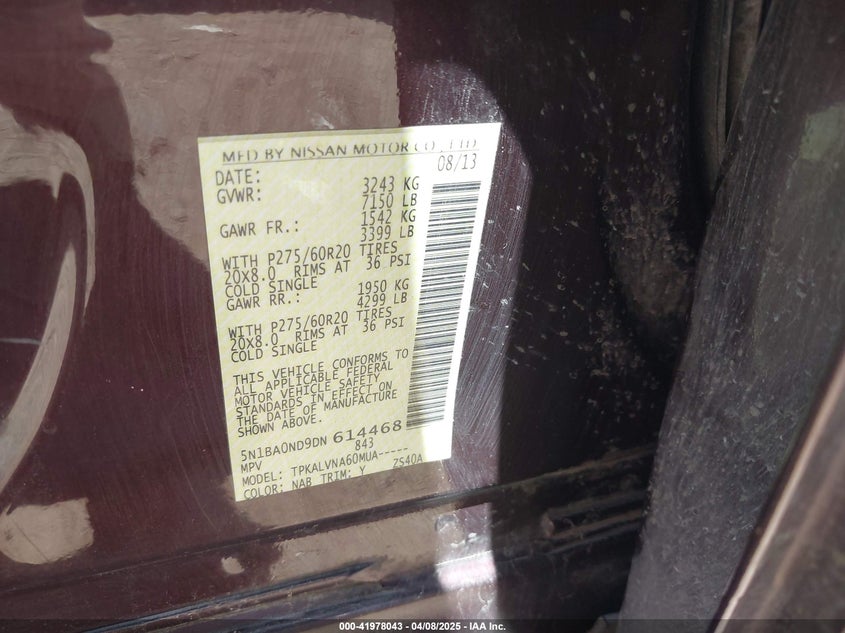 MFD BY NISSAN MOTOR CO., LTD
DATE: 08/13
GVWR: 3243 KG
7150 LB
GAWR FR.: 1542 KG
3399 LB
WITH P275/60R20 TIRES
20x8.0 RIMS AT 36 PSI
COLD SINGLE
GAWR RR.: 1950 KG
4299 LB
WITH P275/60R20 TIRES
20x8.0 RIMS AT 36 PSI
COLD SINGLE
THIS VEHICLE CONFORMS TO
ALL APPLICABLE FEDERAL
MOTOR VEHICLE SAFETY
STANDARDS IN EFFECT ON
THE DATE OF MANUFACTURE
SHOWN ABOVE.
5N1BA0ND9DN 614468
MPV 843
MODEL: TPKALVNA60MUA-----
COLOR: NAB TRIM: Y ZS40A
000-41978043 - 04/08/2025 - IAA Inc.